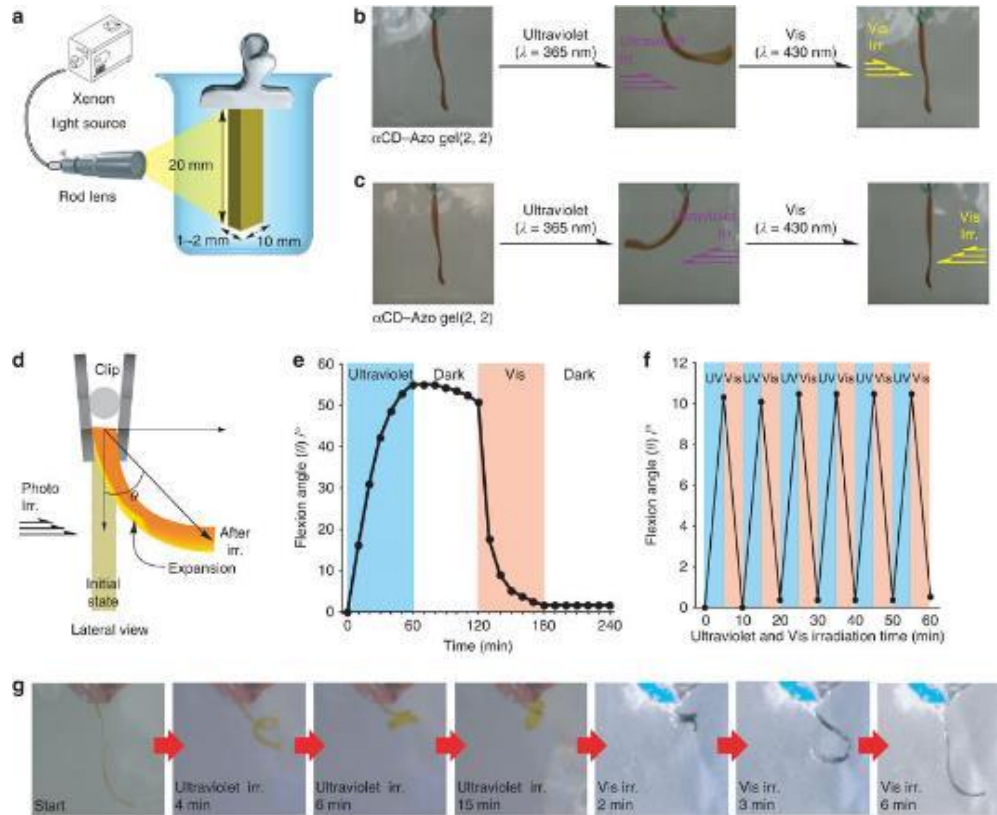 a
Xenon
light source
Rod lens
20 mm
1–2 mm
10 mm
b
Ultraviolet
(λ = 365 nm)
Ultraviolet
Irr.
Vis
(λ = 430 nm)
Vis
Irr.
αCD–Azo gel(2, 2)
c
Ultraviolet
(λ = 365 nm)
Ultraviolet
Irr.
Vis
(λ = 430 nm)
Vis
Irr.
αCD–Azo gel(2, 2)
d
Clip
Photo
Irr.
θ
After
irr.
Expansion
Initial
state
Lateral view
e
Flexion angle (θ) /°
60
50
40
30
20
10
0
Ultraviolet
Dark
Vis
Dark
0 60 120 180 240
Time (min)
f
Flexion angle (θ) /°
12
10
8
6
4
2
0
UV Vis UV Vis UV Vis UV Vis UV Vis UV Vis
0 10 20 30 40 50 60
Ultraviolet and Vis irradiation time (min)
g
Start
Ultraviolet irr.
4 min
Ultraviolet irr.
6 min
Ultraviolet irr.
15 min
Vis irr.
2 min
Vis irr.
3 min
Vis irr.
6 min